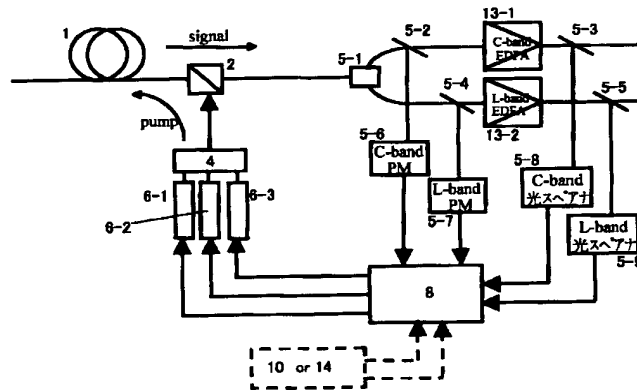 1
signal
2
pump
4
6-1
6-2
6-3
5-1
5-2
13-1
C-band
EDFA
5-3
5-4
L-band
EDFA
13-2
5-5
5-6
C-band
PM
L-band
PM
5-7
5-8
C-band
光スペアナ
L-band
光スペアナ
5-9
8
10 or 14